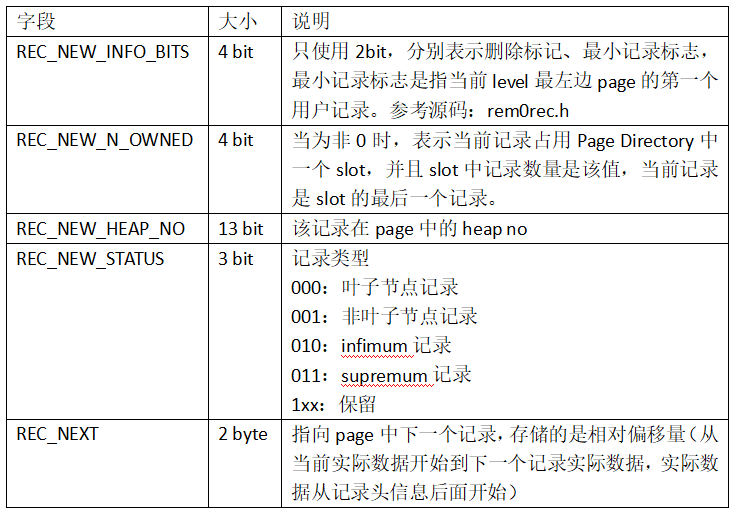 字段 大小 说明
REC_NEW_INFO_BITS 4 bit 只使用 2bit，分别表示删除标记、最小记录标志，
最小记录标志是指当前 level 最左边 page 的第一个
用户记录。参考源码：rem0rec.h
REC_NEW_N_OWNED 4 bit 当为非 0 时，表示当前记录占用 Page Directory 中
一个 slot，并且 slot 中记录数量是该值，当前记录
是 slot 的最后一个记录。
REC_NEW_HEAP_NO 13 bit 该记录在 page 中的 heap no
REC_NEW_STATUS 3 bit 记录类型
000：叶子节点记录
001：非叶子节点记录
010：infimum 记录
011：supremum 记录
1xx：保留
REC_NEXT 2 byte 指向 page 中下一个记录，存储的是相对偏移量（从
当前实际数据开始到下一个记录实际数据，实际数
据从记录头信息后面开始）